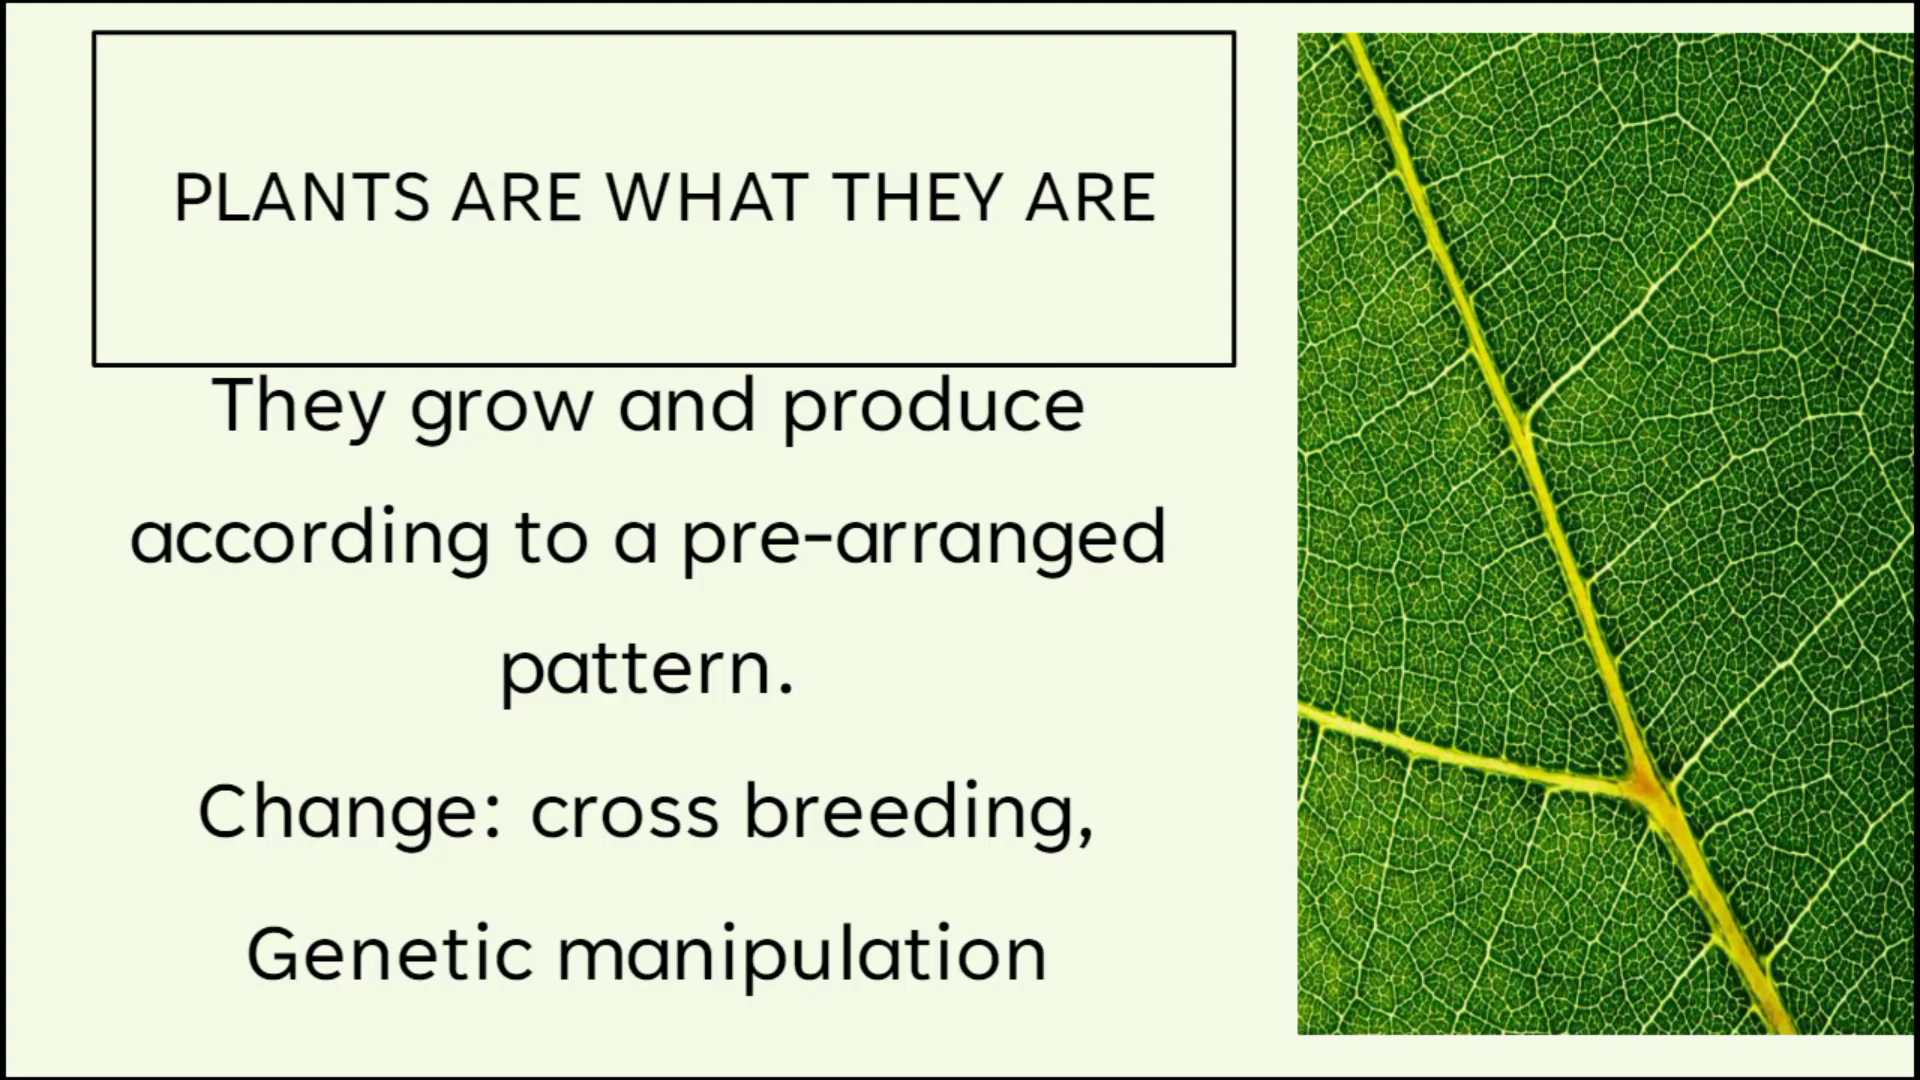 PLANTS ARE WHAT THEY ARE
They grow and produce
according to a pre-arranged
pattern.
Change: cross breeding,
Genetic manipulation